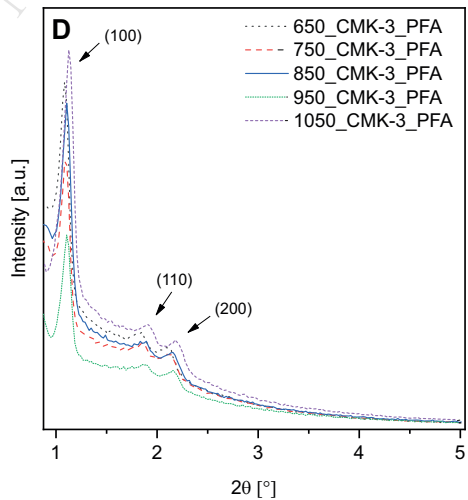 D
(100)
650_CMK-3_PFA
750_CMK-3_PFA
850_CMK-3_PFA
950_CMK-3_PFA
1050_CMK-3_PFA
Intensity [a.u.]
(110)
(200)
1 2 3 4 5
2θ [°]